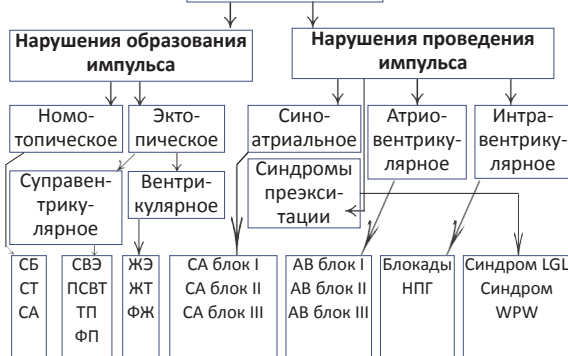 Нарушения образования
импульса
Нарушения проведения
импульса
Номо-
топическое
Экто-
пическое
Сино-
атриальное
Атрио-
вентрику-
лярное
Интра-
вентрику-
лярное
Суправен-
трикуляр-
ное
Вентри-
кулярное
Синдромы
преэкси-
тации
СБ
СТ
СА
СВЭ
ПСВТ
ТП
ФП
ЖЭ
ЖТ
ФЖ
СА блок I
СА блок II
СА блок III
АВ блок I
АВ блок II
АВ блок III
Блокады
НПГ
Синдром LGL
Синдром
WPW